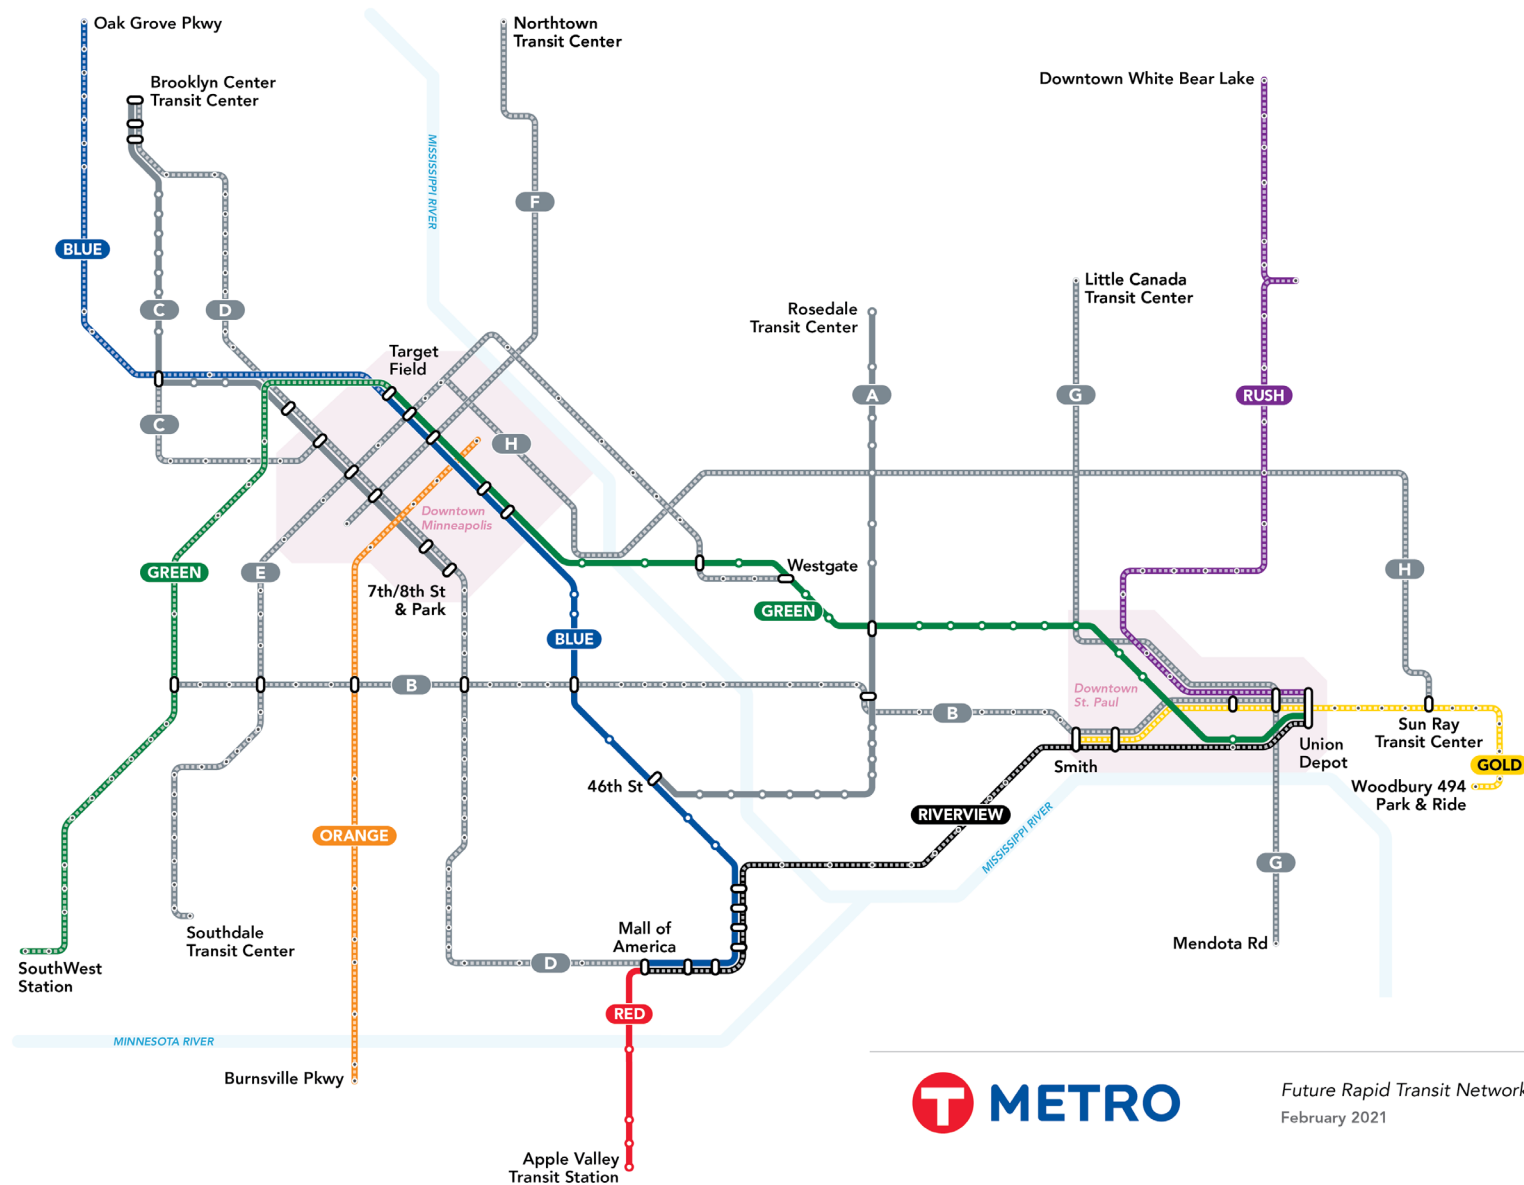 Oak Grove Pkwy
Northtown
Transit Center
Brooklyn Center
Transit Center
Downtown White Bear Lake
MISSISSIPPI RIVER
F
BLUE
Little Canada
Transit Center
C
D
Rosedale
Transit Center
Target
Field
A
G
RUSH
C
H
Downtown
Minneapolis
GREEN
E
7th/8th St
& Park
Westgate
GREEN
H
BLUE
B
B
Downtown
St. Paul
Smith
Union
Depot
Sun Ray
Transit Center
GOLD
Woodbury 494
Park & Ride
46th St
RIVERVIEW
MISSISSIPPI RIVER
ORANGE
G
Southdale
Transit Center
Mall of
America
Mendota Rd
SouthWest
Station
D
RED
MINNESOTA RIVER
Burnsville Pkwy
Apple Valley
Transit Station
T METRO
Future Rapid Transit Network
February 2021